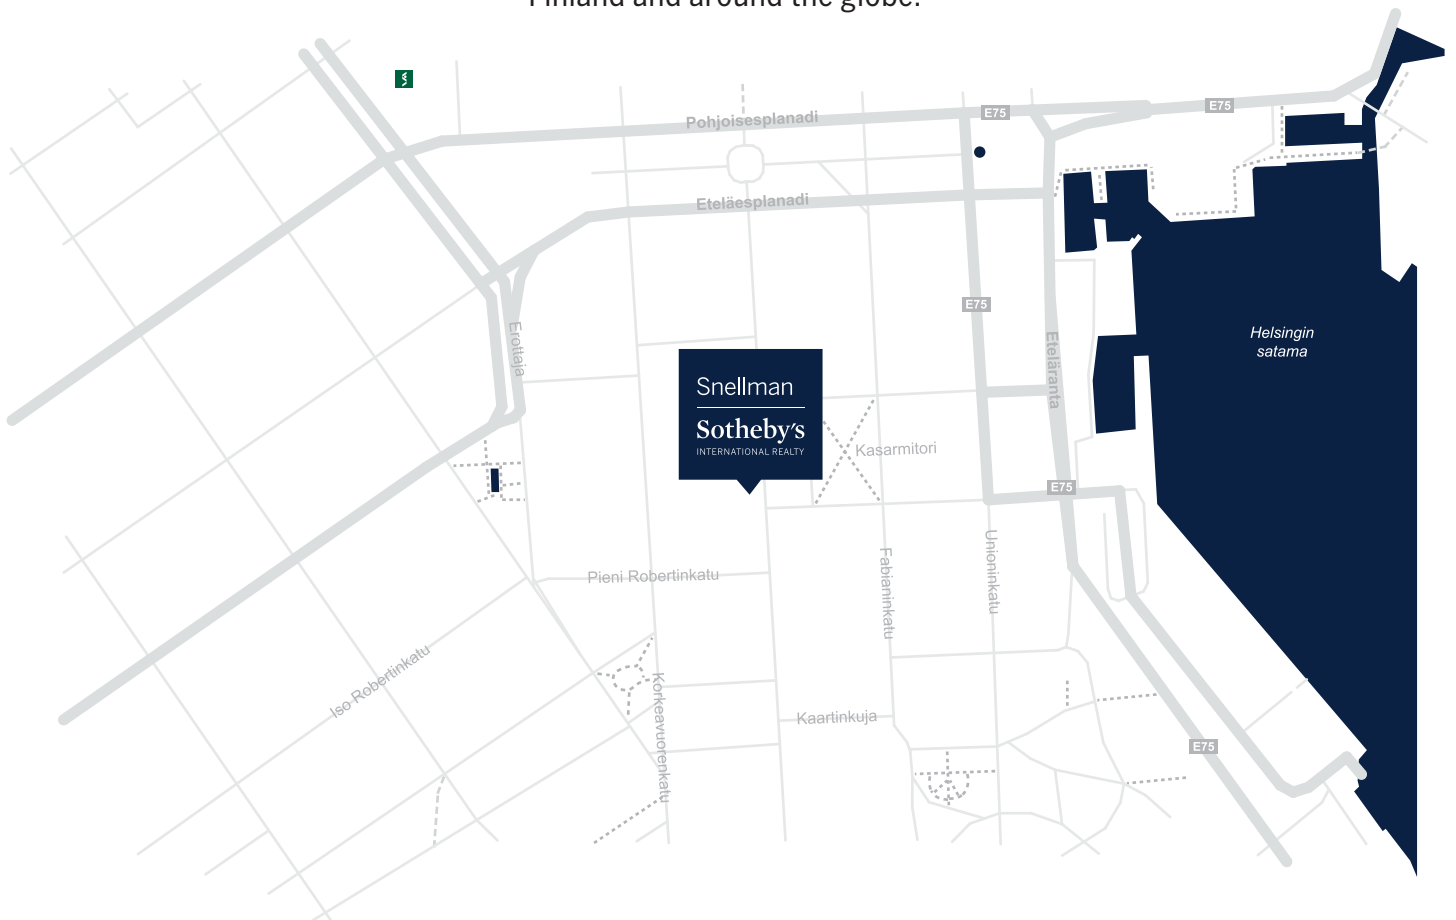 Finland and around the globe.
E75
E75
Pohjoisesplanadi
Eteläesplanadi
E75
Erottaja
Eteläranta
Helsingin
satama
Snellman
Sotheby's
INTERNATIONAL REALTY
Kasarmitori
E75
Pieni Robertinkatu
Fabianinkatu
Unioninkatu
Iso Robertinkatu
Korkeavuorenkatu
Kaartinkuja
E75